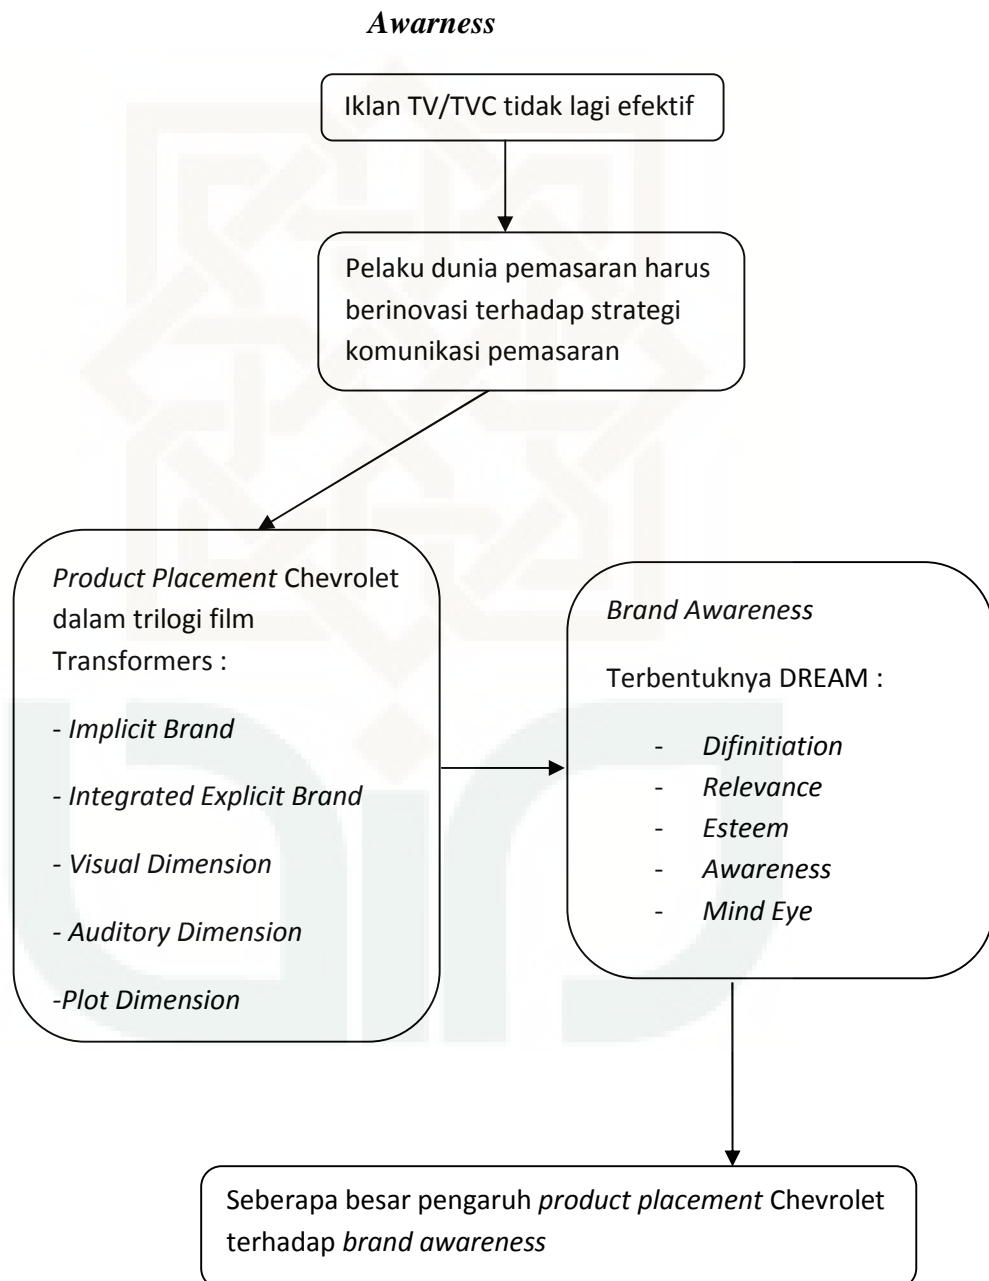 Awarness
Iklan TV/TVC tidak lagi efektif
Pelaku dunia pemasaran harus
berinovasi terhadap strategi
komunikasi pemasaran
Product Placement Chevrolet
dalam trilogi film
Transformers :
- Implicit Brand
- Integrated Explicit Brand
- Visual Dimension
- Auditory Dimension
-Plot Dimension
Brand Awareness
Terbentuknya DREAM :
- Difinitiation
- Relevance
- Esteem
- Awareness
- Mind Eye
Seberapa besar pengaruh product placement Chevrolet
terhadap brand awareness